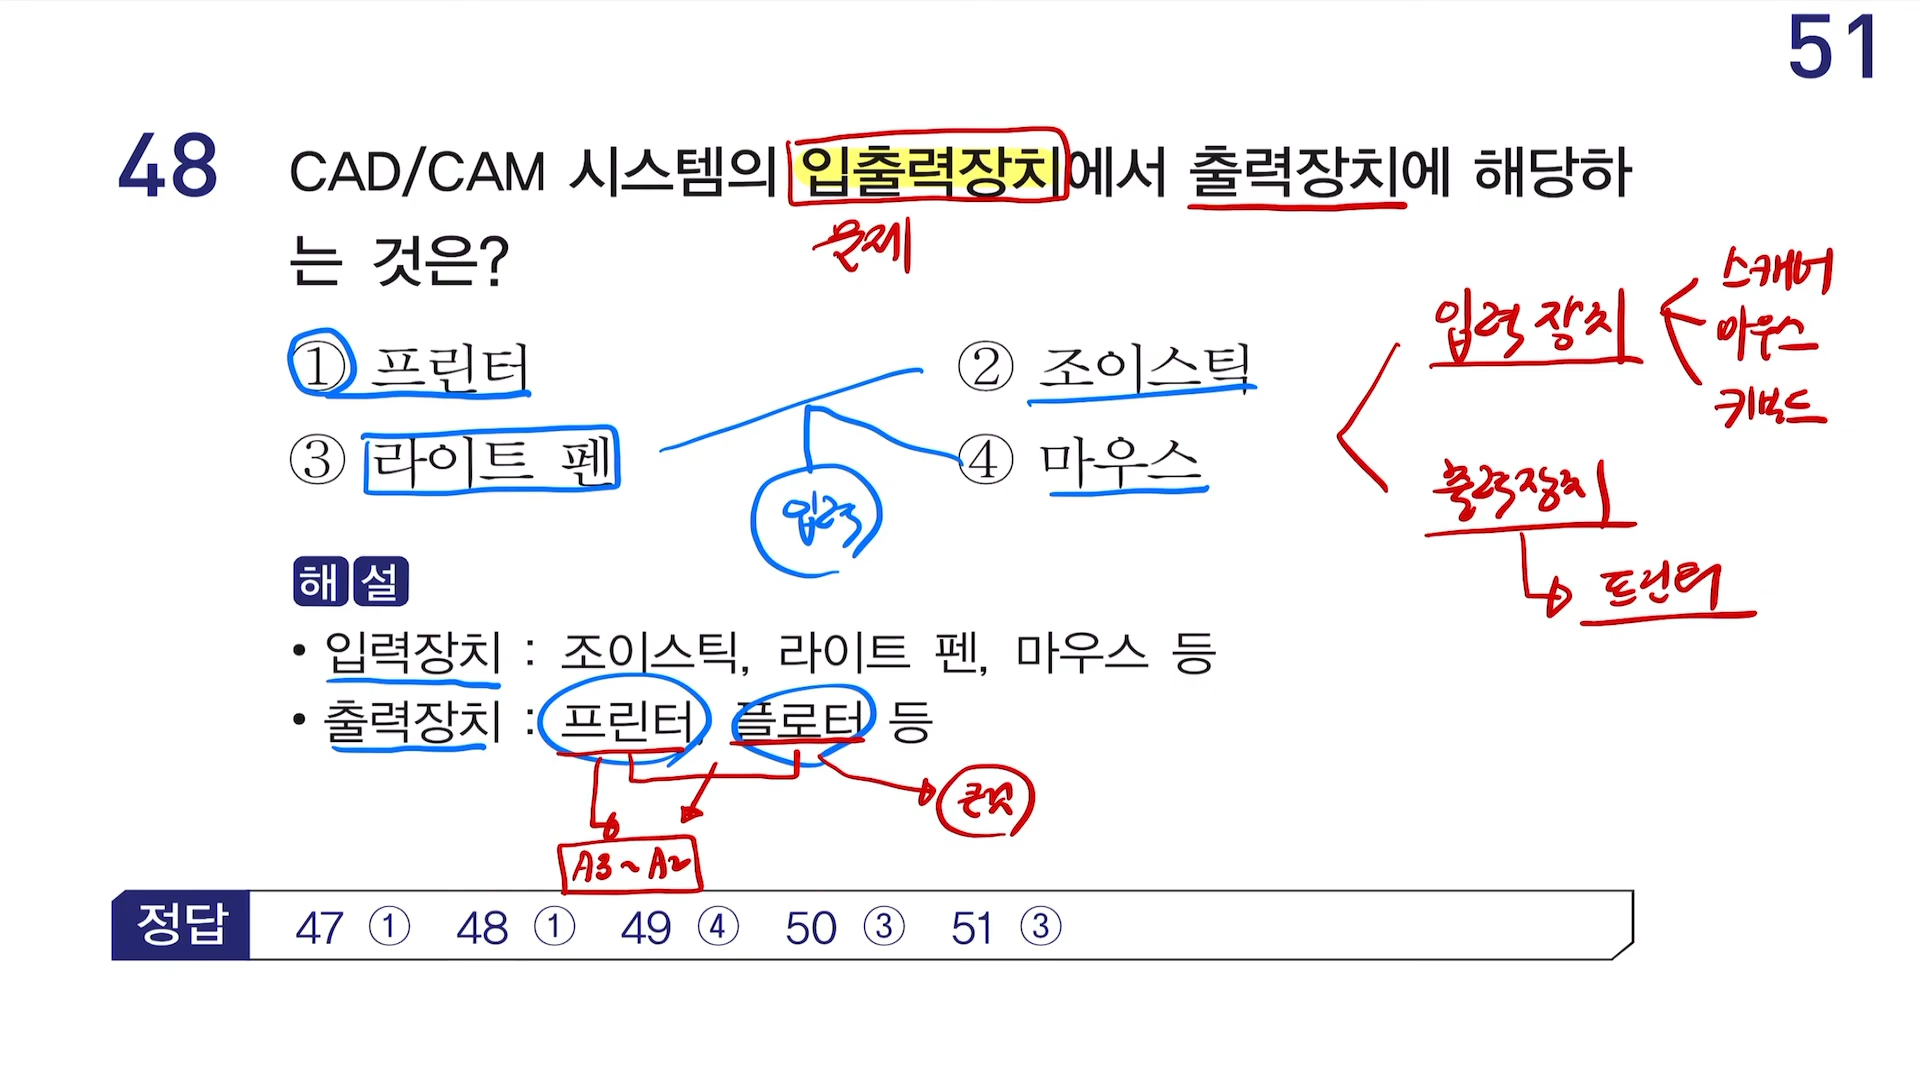 51
48 CAD/CAM 시스템의 입출력장치에서 출력장치에 해당하
는 것은?
문제
① 프린터 ② 조이스틱
③ 라이트 펜 ④ 마우스
입력
입력장치
스캐너
마우스
키보드
출력장치
프린터
해설
• 입력장치 : 조이스틱, 라이트 펜, 마우스 등
• 출력장치 : 프린터, 플로터 등
큰것
A3~A2
정답 47 ① 48 ① 49 ④ 50 ③ 51 ③